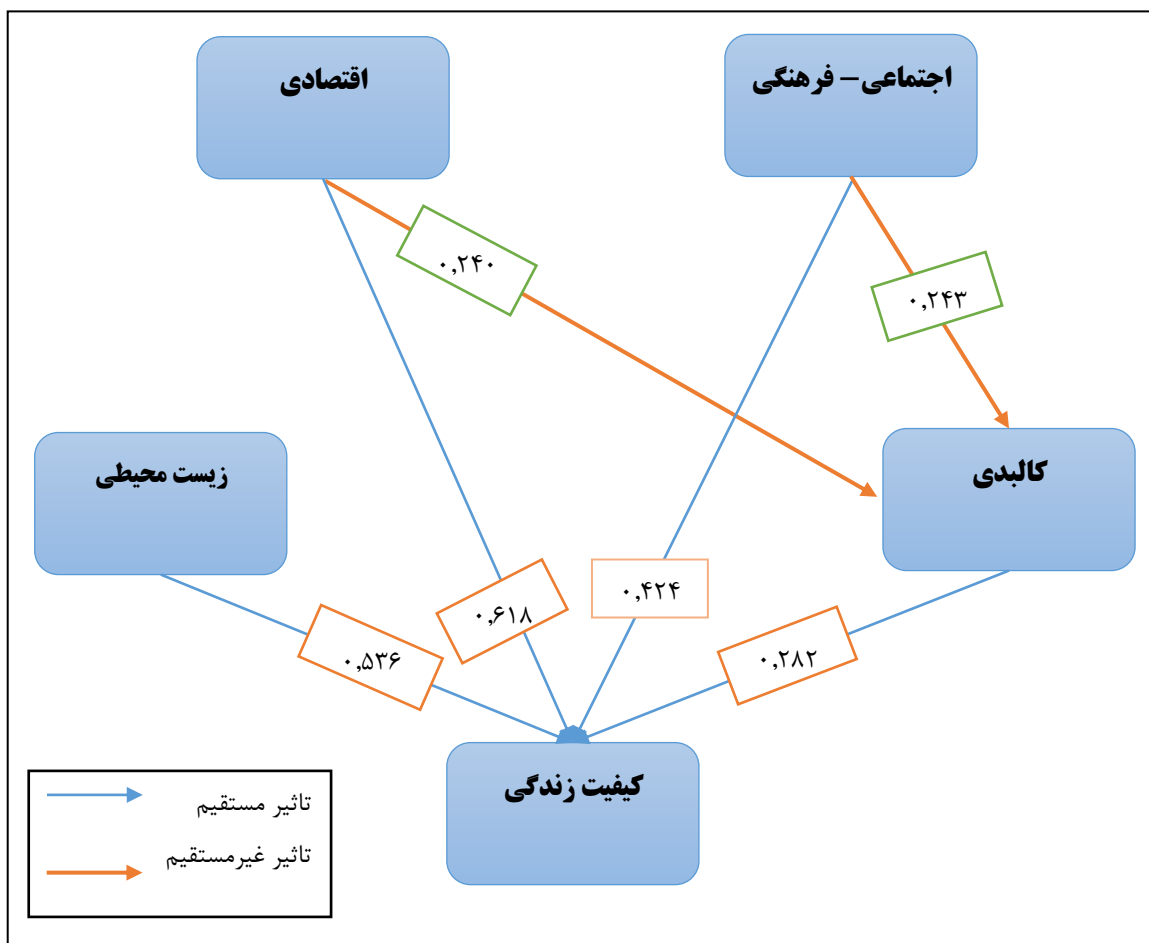 اجتماعی- فرهنگی
اقتصادی
۰,۲۴۰
۰,۲۴۳
کالبدی
زیست محیطی
۰,۴۲۴
۰,۶۱۸
۰,۵۳۶
۰,۲۸۲
کیفیت زندگی
تاثیر مستقیم
تاثیر غیرمستقیم